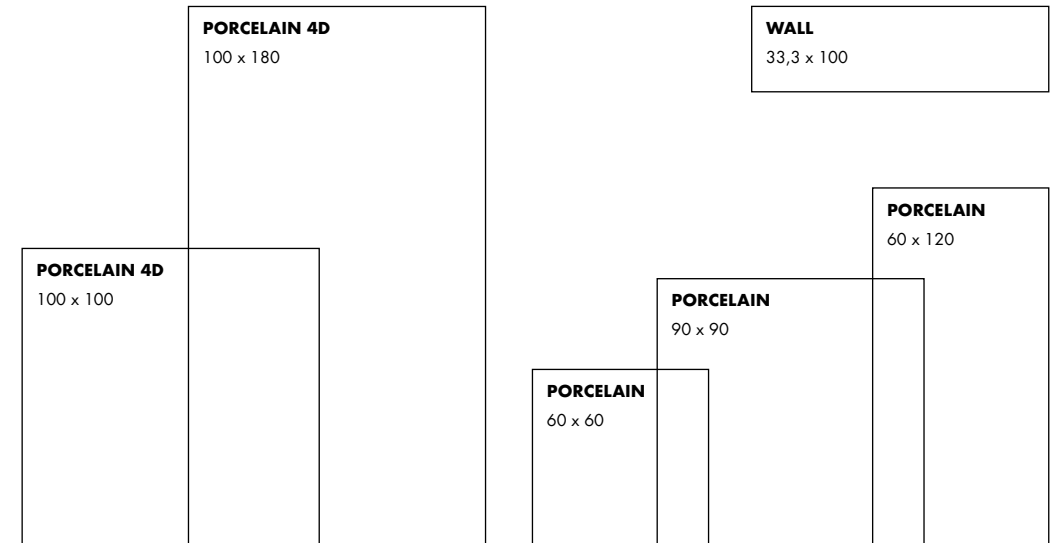 PORCELAIN 4D
100 x 180
WALL
33,3 x 100
PORCELAIN
60 x 120
PORCELAIN 4D
100 x 100
PORCELAIN
90 x 90
PORCELAIN
60 x 60